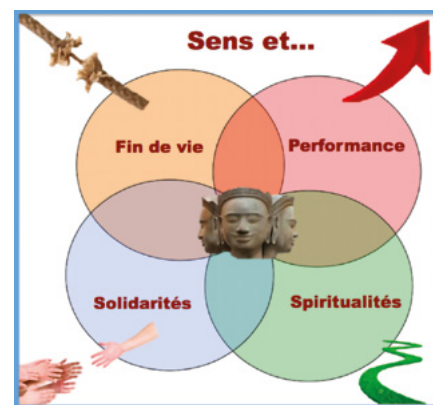 Sens et...
Fin de vie
Performance
Solidarités
Spiritualités